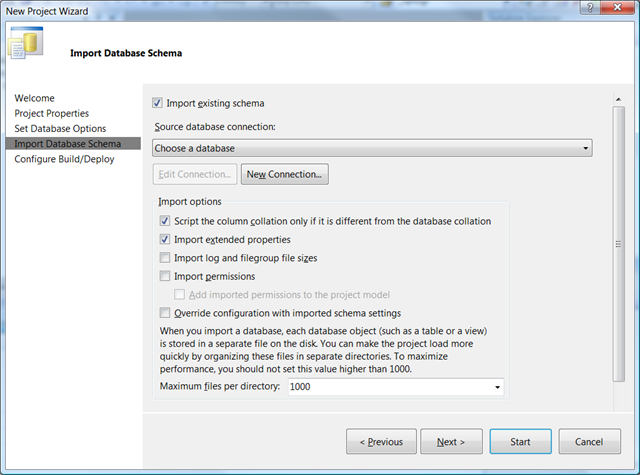 New Project Wizard
Import Database Schema
Welcome
Project Properties
Set Database Options
Import Database Schema
Configure Build/Deploy
Import existing schema
Source database connection:
Choose a database
Edit Connection...
New Connection...
Import options
Script the column collation only if it is different from the database collation
Import extended properties
Import log and filegroup file sizes
Import permissions
Add imported permissions to the project model
Override configuration with imported schema settings
When you import a database, each database object (such as a table or a view)
is stored in a separate file on the disk. You can make the project load more
quickly by organizing these files in separate directories. To maximize
performance, you should not set this value higher than 1000.
Maximum files per directory:
1000
< Previous
Next >
Start
Cancel